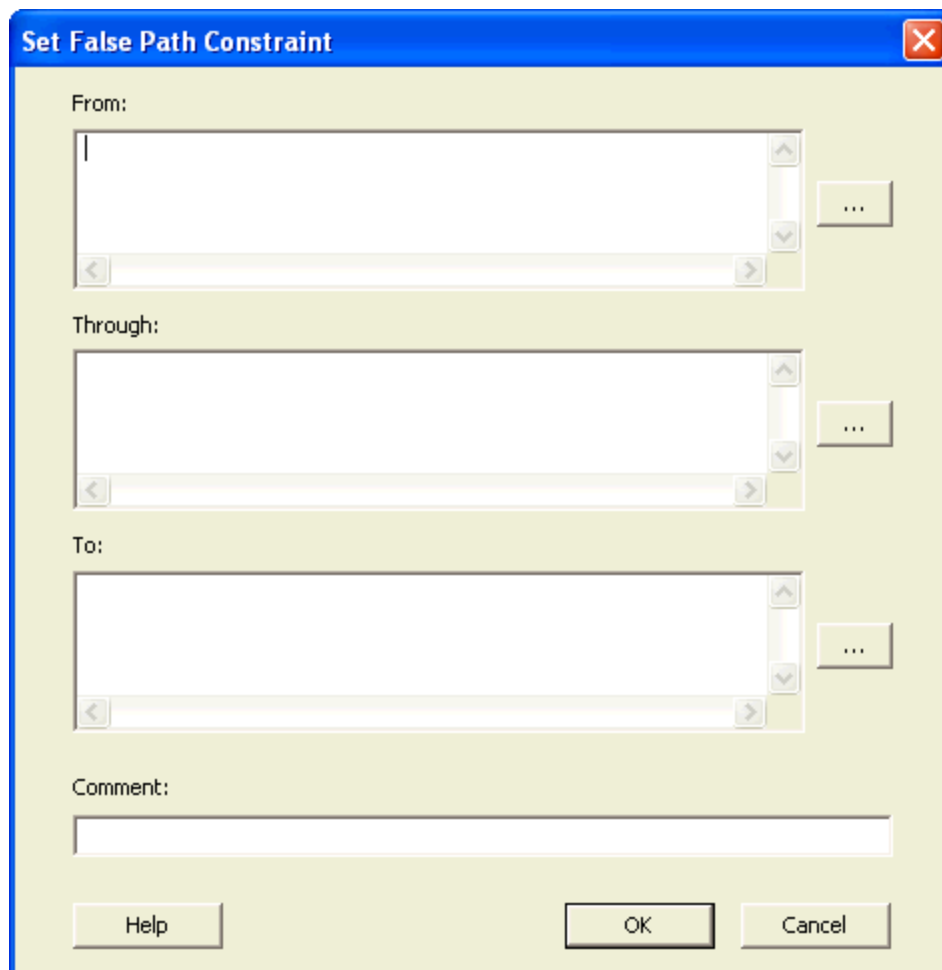 Set False Path Constraint
From:
...
Through:
...
To:
...
Comment:
Help OK Cancel